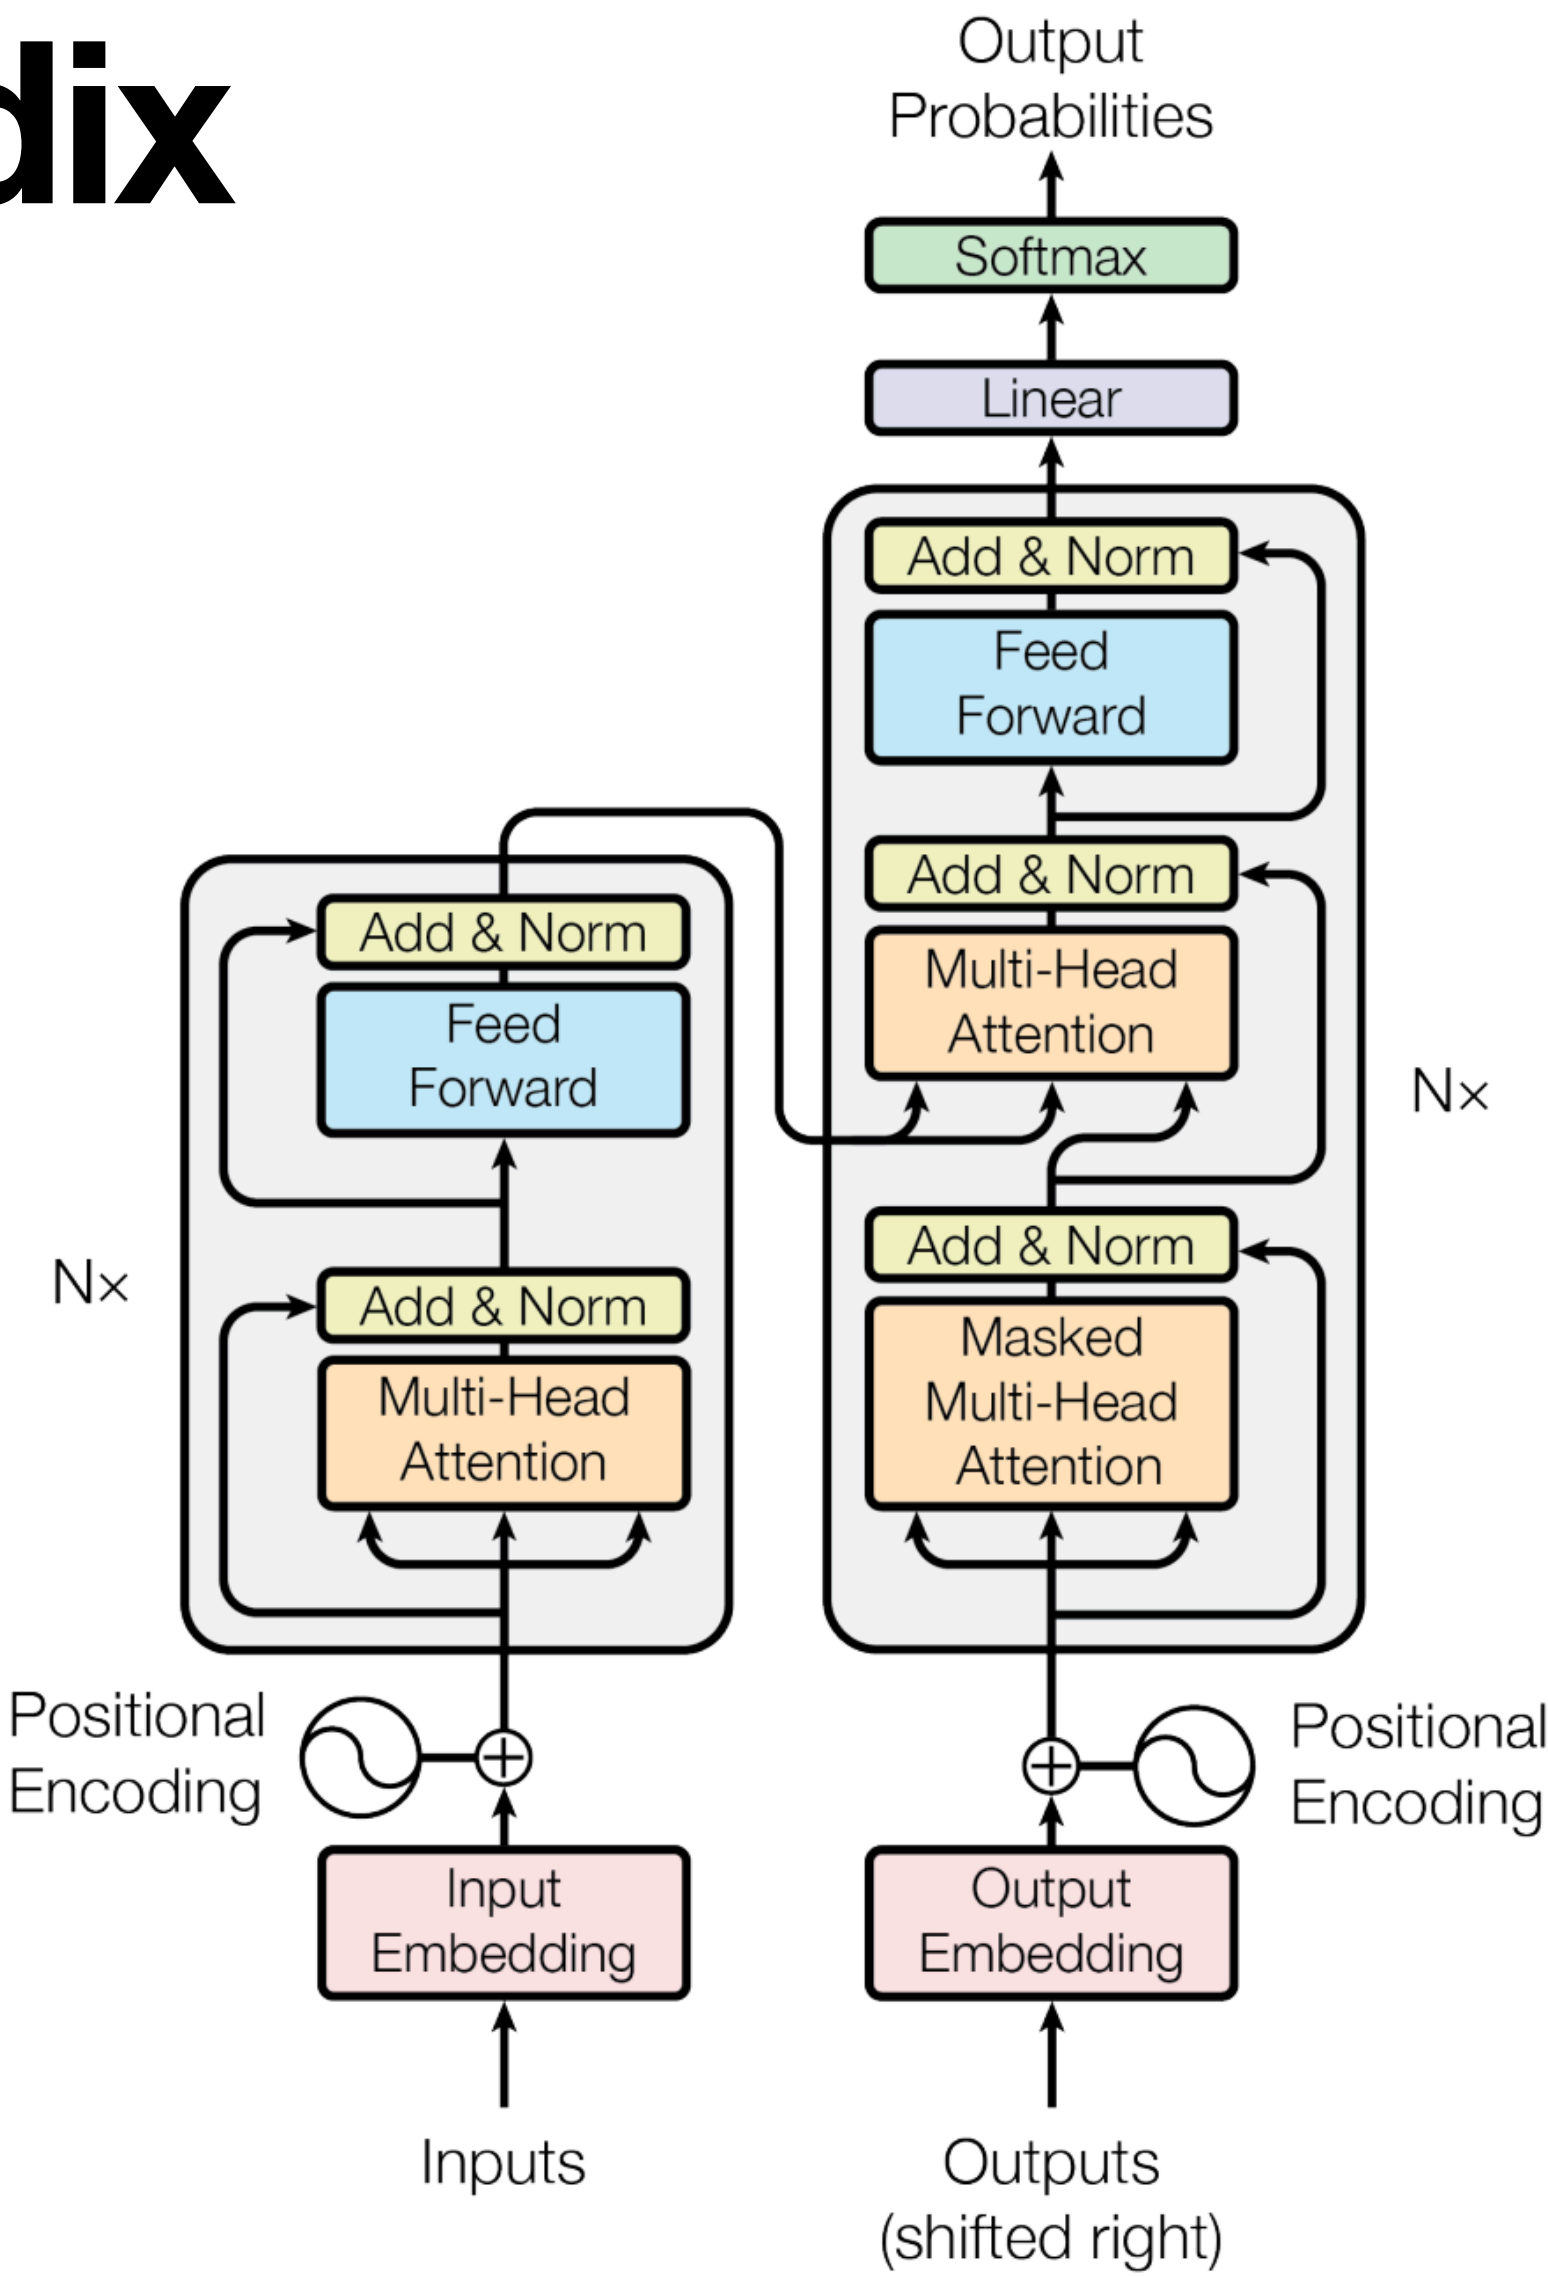 dix
Output
Probabilities
Softmax
Linear
Add & Norm
Feed
Forward
Add & Norm
Multi-Head
Attention
Nx
Add & Norm
Masked
Multi-Head
Attention
Add & Norm
Feed
Forward
Nx
Add & Norm
Multi-Head
Attention
Positional
Encoding
Positional
Encoding
Input
Embedding
Output
Embedding
Inputs
Outputs
(shifted right)